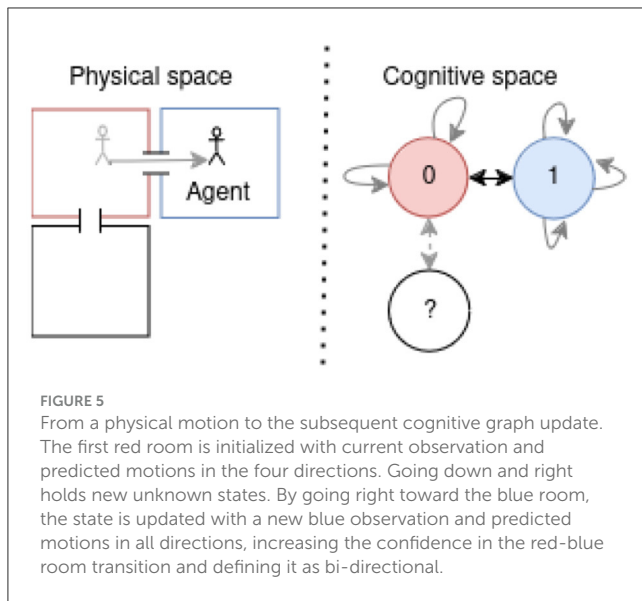 Physical space
Cognitive space
Agent
0
1
?
FIGURE 5
From a physical motion to the subsequent cognitive graph update.
The first red room is initialized with current observation and
predicted motions in the four directions. Going down and right
holds new unknown states. By going right toward the blue room,
the state is updated with a new blue observation and predicted
motions in all directions, increasing the confidence in the red-blue
room transition and defining it as bi-directional.